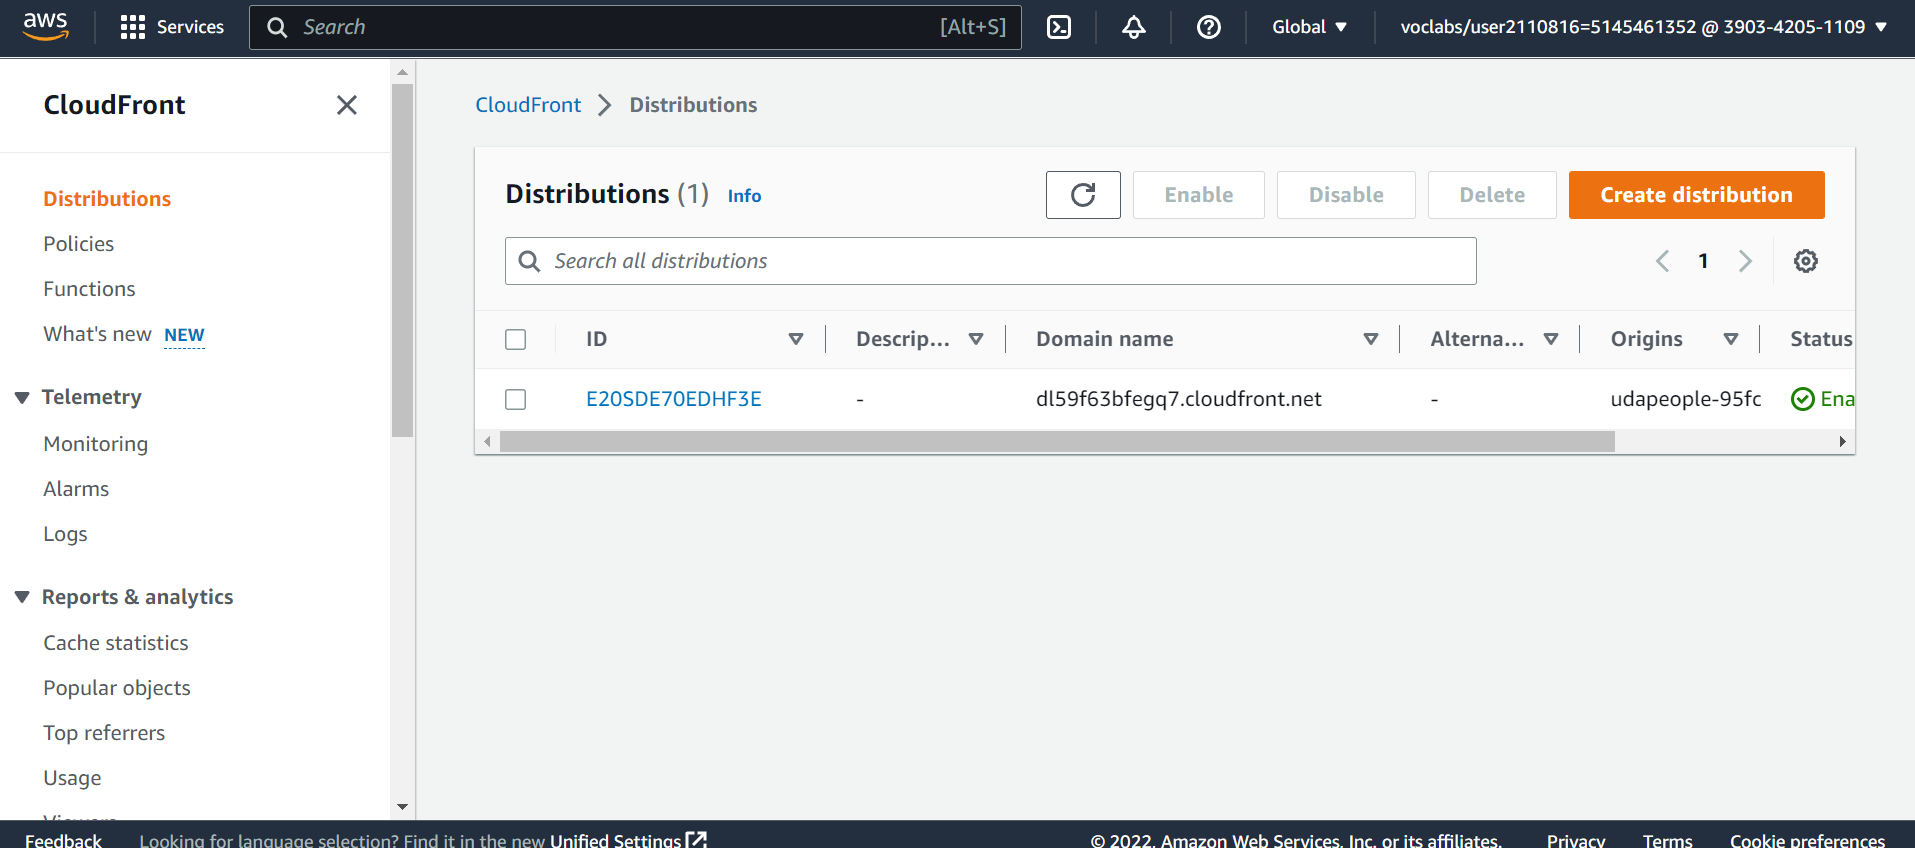 aws
Services
Search [Alt+S]
Global
voclabs/user2110816=5145461352 @ 3903-4205-1109
CloudFront
Distributions
Policies
Functions
What's new NEW
Telemetry
Monitoring
Alarms
Logs
Reports & analytics
Cache statistics
Popular objects
Top referrers
Usage
Viewers
CloudFront > Distributions
Distributions (1) Info
Enable
Disable
Delete
Create distribution
Search all distributions
1
ID Descrip... Domain name Alterna... Origins Status
E20SDE70EDHF3E - dl59f63bfegq7.cloudfront.net - udapeople-95fc Ena
Feedback Looking for language selection? Find it in the new Unified Settings
© 2022, Amazon Web Services, Inc. or its affiliates. Privacy Terms Cookie preferences